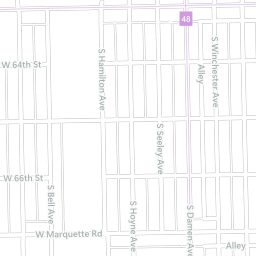 48
W 64th St
S Hamilton Ave
Alley
S Winchester Ave
S Seeley Ave
W 66th St
S Bell Ave
S Hoyne Ave
S Damen Ave
W Marquette Rd
Alley